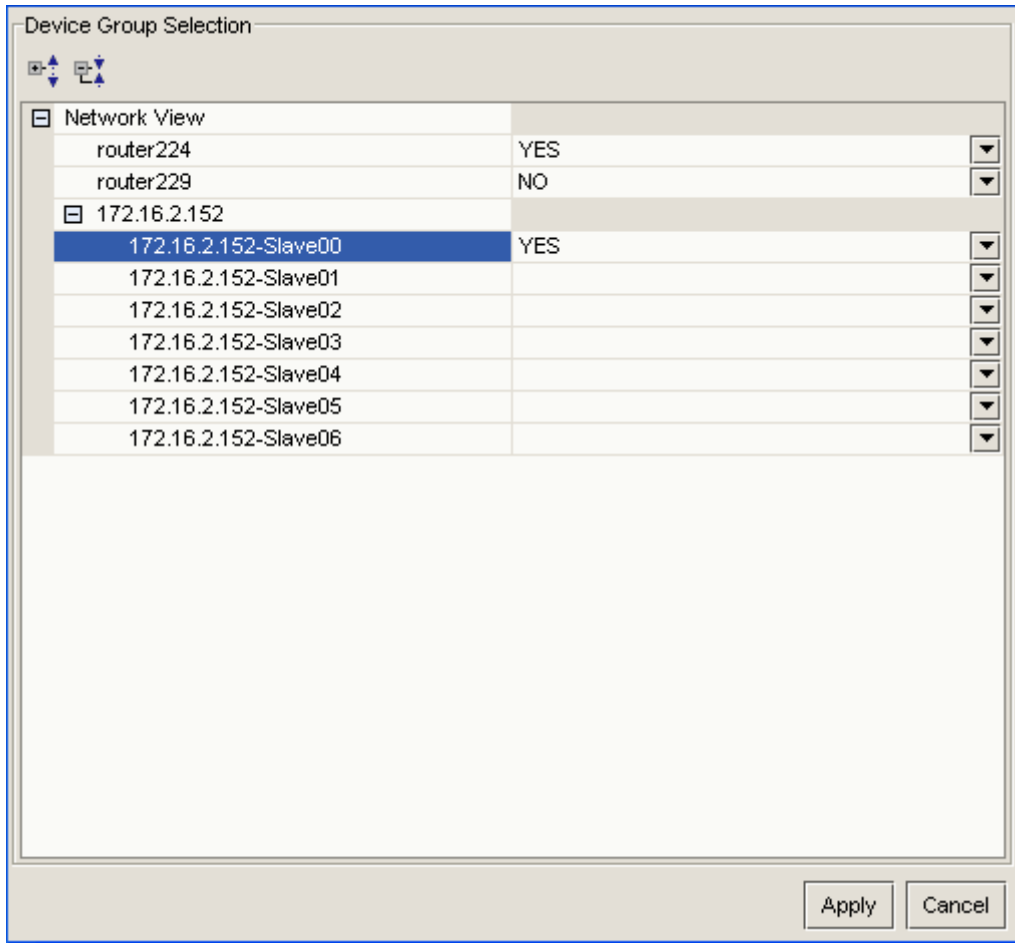 Device Group Selection
Network View
router224 YES
router229 NO
172.16.2.152
172.16.2.152-Slave00 YES
172.16.2.152-Slave01
172.16.2.152-Slave02
172.16.2.152-Slave03
172.16.2.152-Slave04
172.16.2.152-Slave05
172.16.2.152-Slave06
Apply Cancel